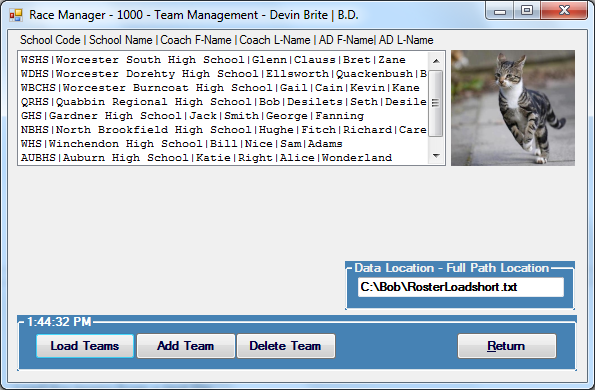 Race Manager - 1000 - Team Management - Devin Brite | B.D.
School Code | School Name | Coach F-Name | Coach L-Name | AD F-Name| AD L-Name
WSHS|Worcester South High School|Glenn|Clauss|Bret|Zane
WDHS|Worcester Dorehty High School|Ellsworth|Quackenbush|B
WBCHS|Worcester Burncoat High School|Gail|Cain|Kevin|Kane
QRHS|Quabbin Regional High School|Bob|Desilets|Seth|Desilet
GHS|Gardner High School|Jack|Smith|George|Fanning
NBHS|North Brookfield High School|Hughe|Fitch|Richard|Care
WHS|Winchendon High School|Bill|Nice|Sam|Adams
AUBHS|Auburn High School|Katie|Right|Alice|Wonderland
Data Location - Full Path Location
C:\Bob\RosterLoadshort.txt
1:44:32 PM
Load Teams Add Team Delete Team Return